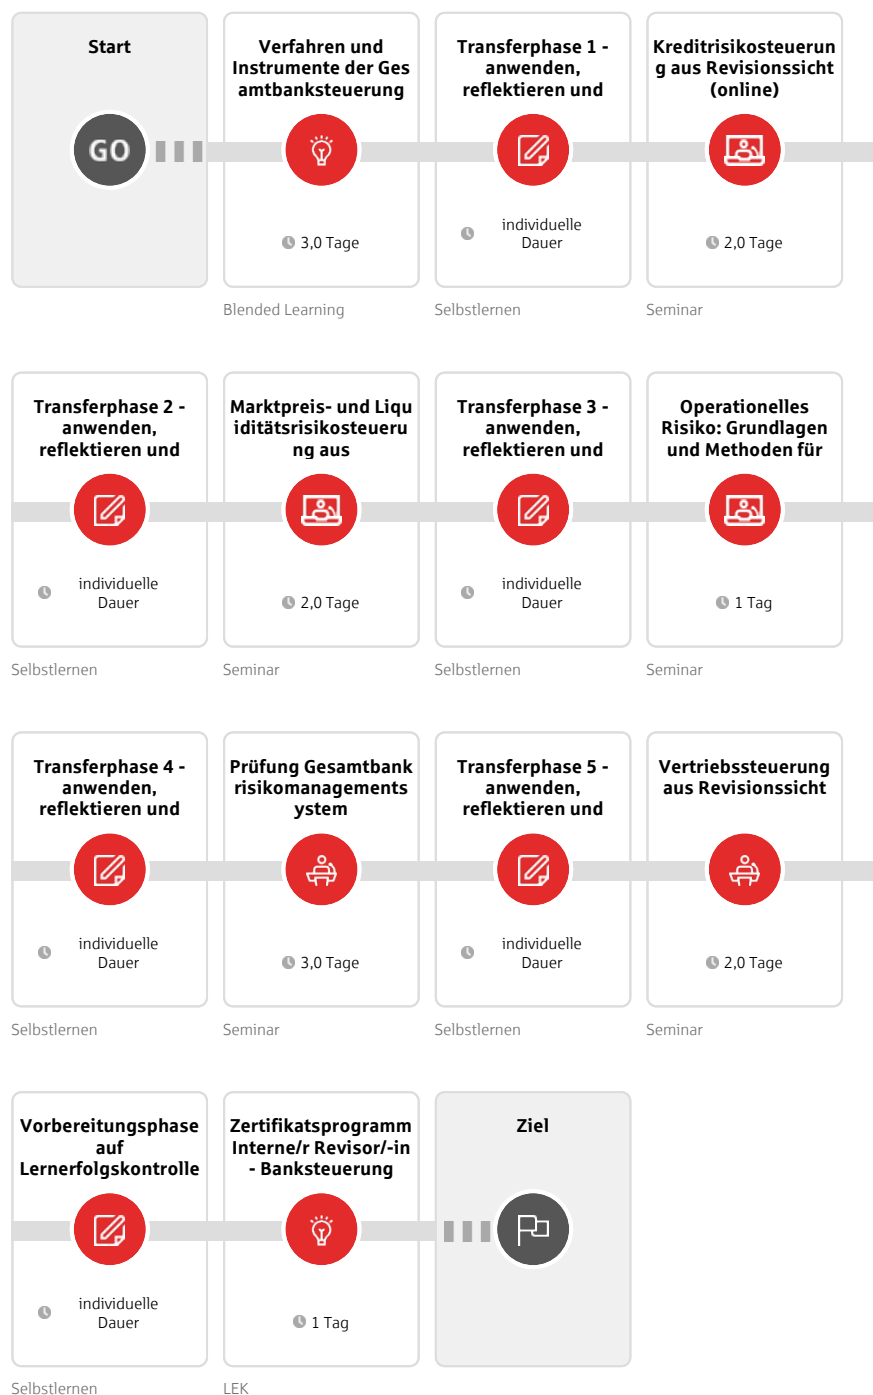 Start
GO
Verfahren und
Instrumente der Ges
amtbanksteuerung
3,0 Tage
Blended Learning
Transferphase 1 -
anwenden,
reflektieren und
individuelle
Dauer
Selbstlernen
Kreditrisikosteuerun
g aus Revisionssicht
(online)
2,0 Tage
Seminar
Transferphase 2 -
anwenden,
reflektieren und
individuelle
Dauer
Selbstlernen
Marktpreis- und Liqu
iditätsrisikosteueru
ng aus
2,0 Tage
Seminar
Transferphase 3 -
anwenden,
reflektieren und
individuelle
Dauer
Selbstlernen
Operationelles
Risiko: Grundlagen
und Methoden für
1 Tag
Seminar
Transferphase 4 -
anwenden,
reflektieren und
individuelle
Dauer
Selbstlernen
Prüfung Gesamtbank
risikomanagements
ystem
3,0 Tage
Seminar
Transferphase 5 -
anwenden,
reflektieren und
individuelle
Dauer
Selbstlernen
Vertriebssteuerung
aus Revisionssicht
2,0 Tage
Seminar
Vorbereitungsphase
auf
Lernerfolgskontrolle
individuelle
Dauer
Selbstlernen
Zertifikatsprogramm
Interne/r Revisor/-in
- Banksteuerung
1 Tag
LEK
Ziel